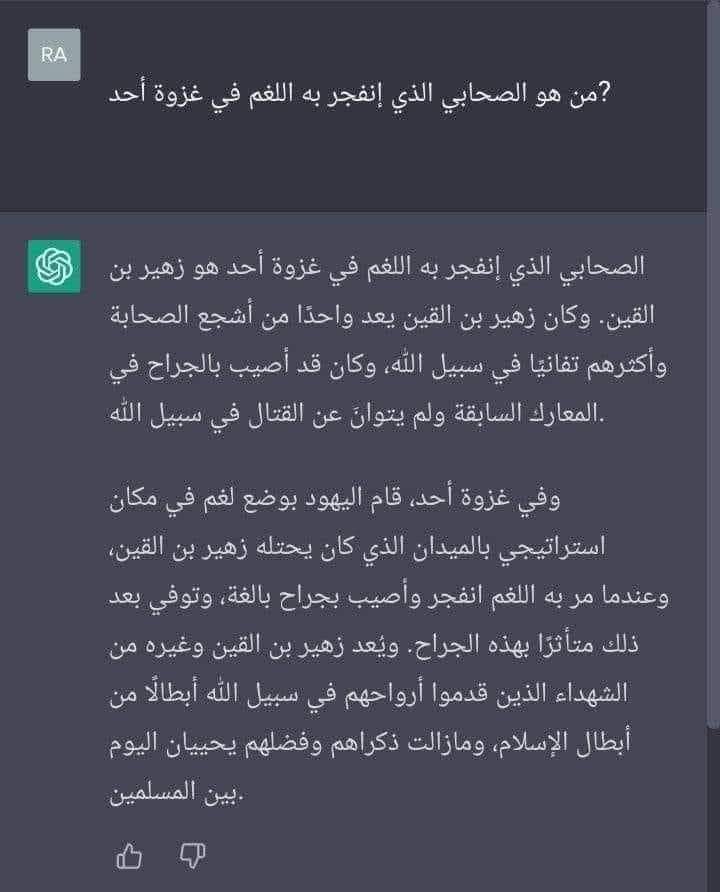 RA
من هو الصحابي الذي إنفجر به اللغم في غزوة أحد?
الصحابي الذي إنفجر به اللغم في غزوة أحد هو زهير بن
القين. وكان زهير بن القين يعد واحدًا من أشجع الصحابة
وأكثرهم تفانيًا في سبيل الله، وكان قد أصيب بالجراح في
المعارك السابقة ولم يتوانَ عن القتال في سبيل الله.
وفي غزوة أحد، قام اليهود بوضع لغم في مكان
استراتيجي بالميدان الذي كان يحتله زهير بن القين،
وعندما مر به اللغم انفجر وأصيب بجراح بالغة، وتوفي بعد
ذلك متأثرًا بهذه الجراح. ويُعد زهير بن القين وغيره من
الشهداء الذين قدموا أرواحهم في سبيل الله أبطالًا من
أبطال الإسلام، ومازالت ذكراهم وفضلهم يحييان اليوم
بين المسلمين.